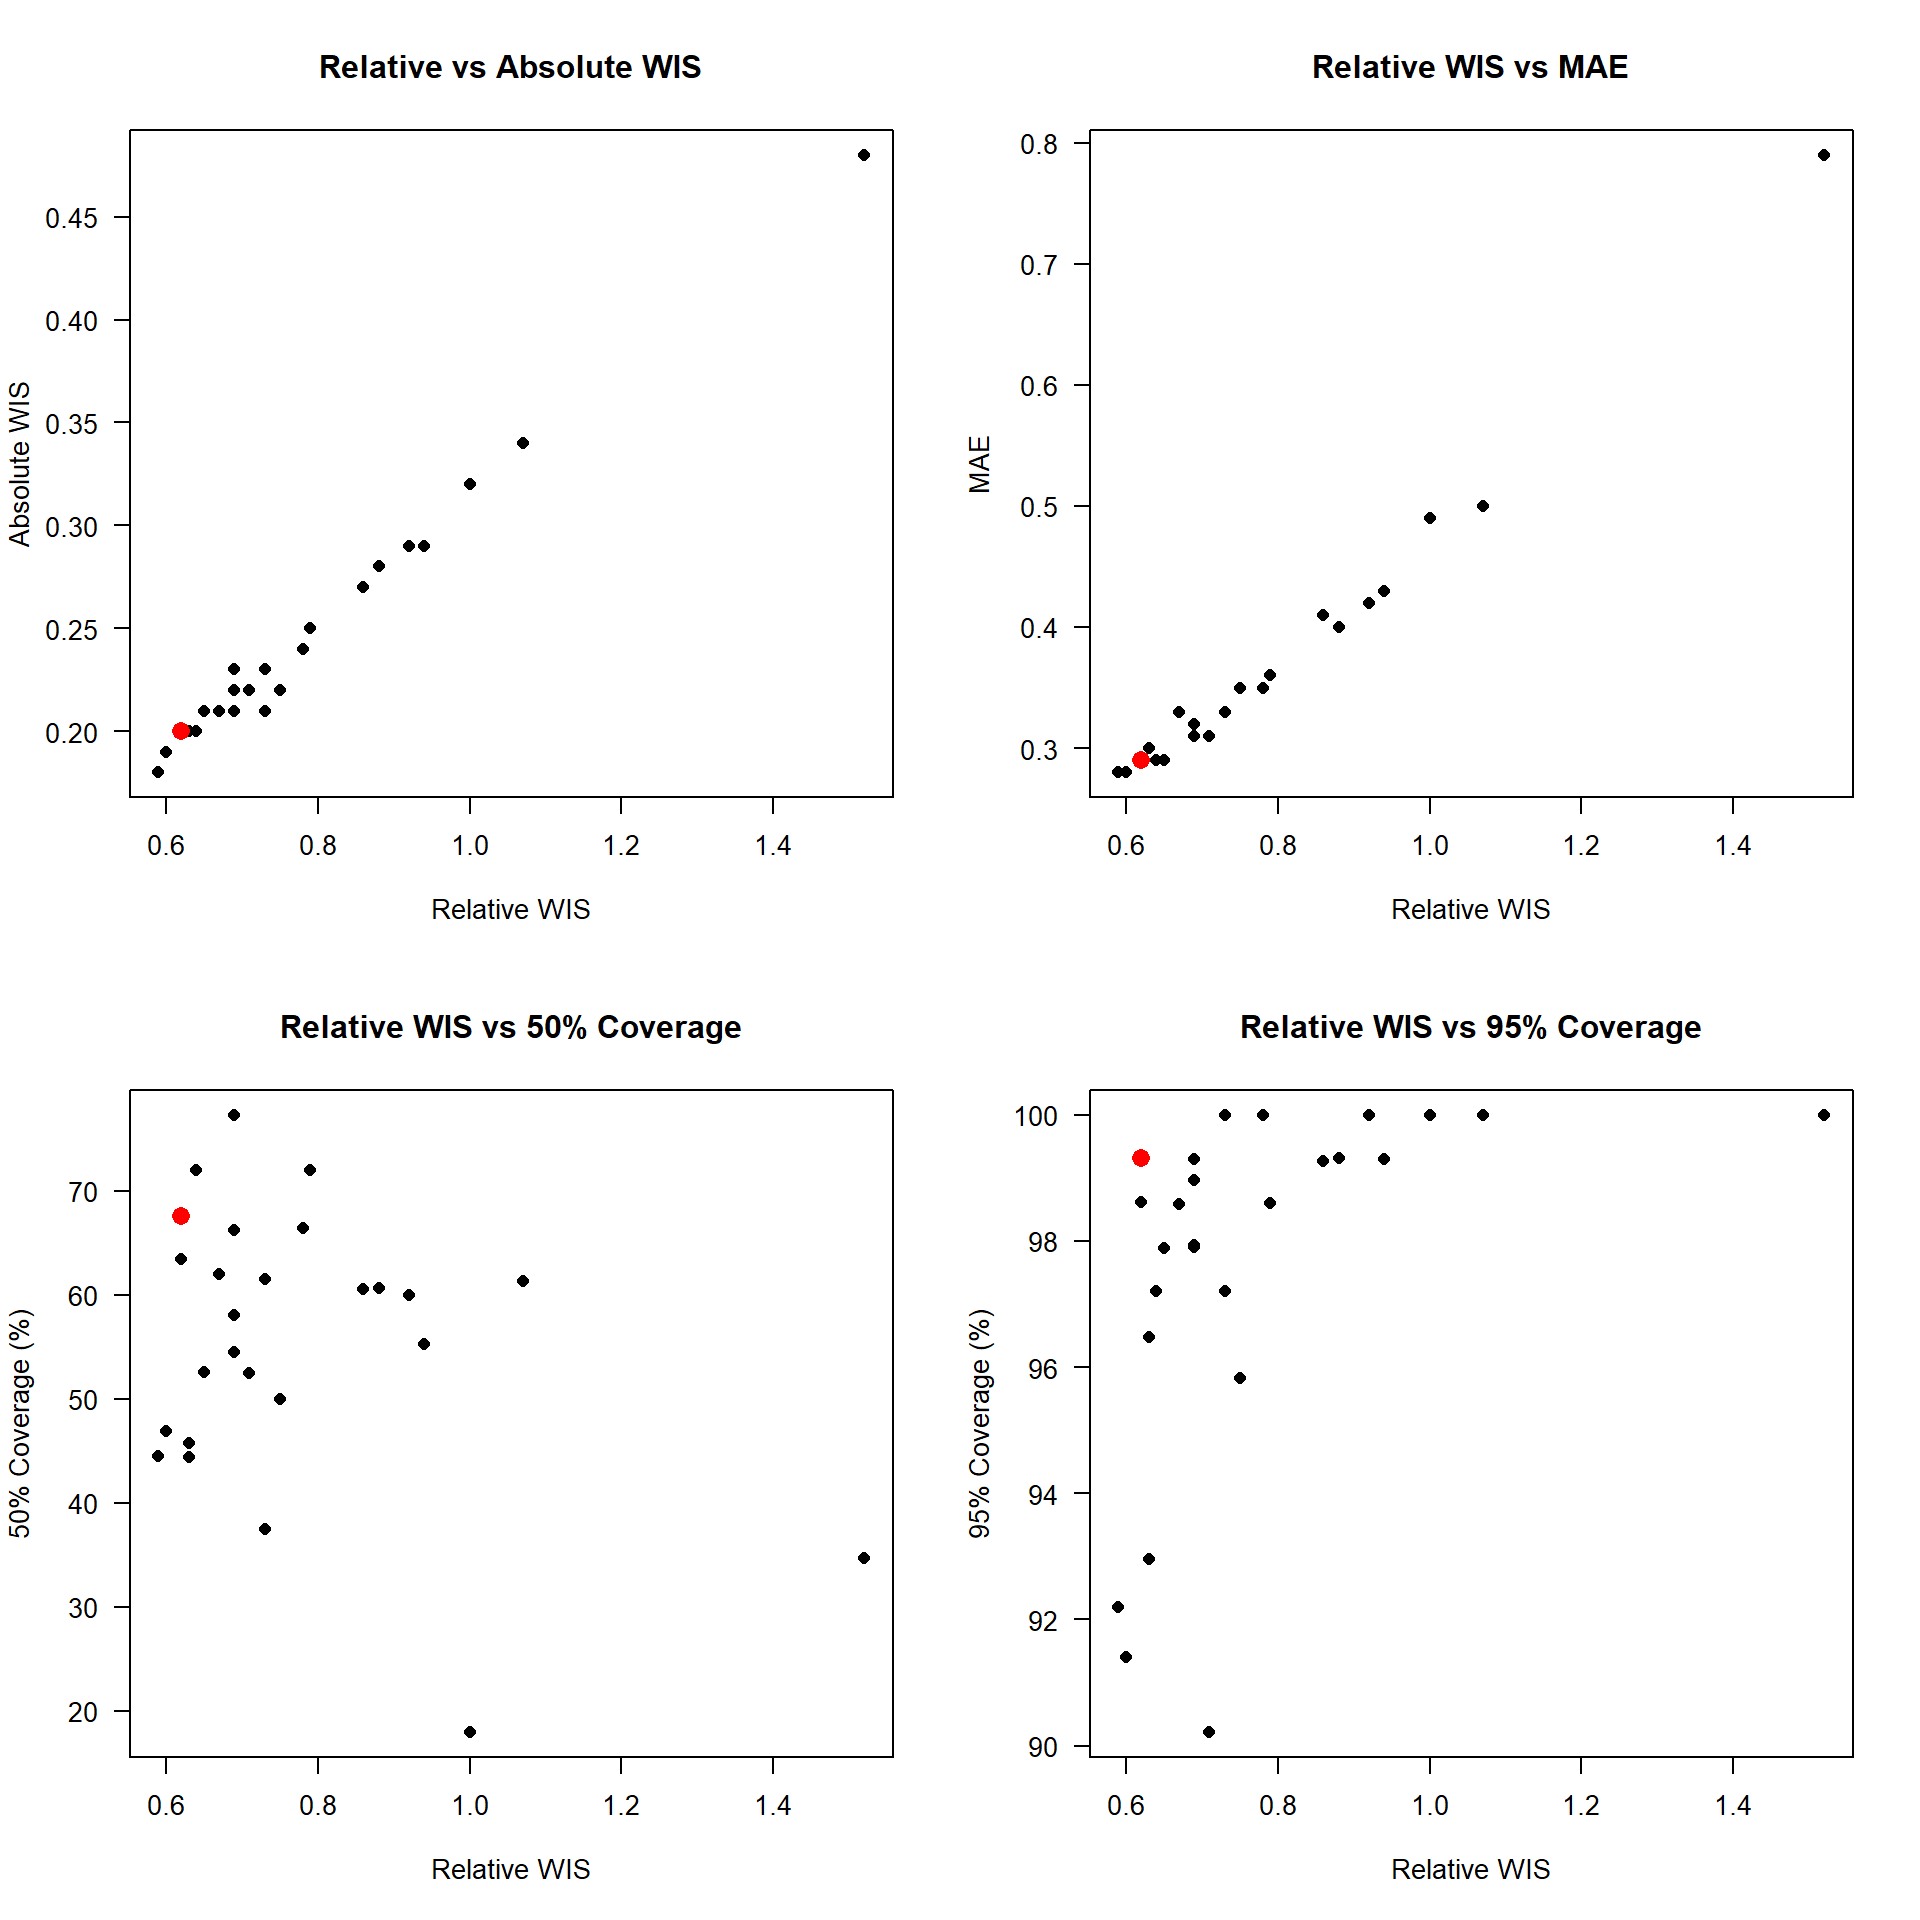 Relative vs Absolute WIS
Absolute WIS
0.45
0.40
0.35
0.30
0.25
0.20
0.6 0.8 1.0 1.2 1.4
Relative WIS
Relative WIS vs MAE
MAE
0.8
0.7
0.6
0.5
0.4
0.3
0.6 0.8 1.0 1.2 1.4
Relative WIS
Relative WIS vs 50% Coverage
50% Coverage (%)
70
60
50
40
30
20
0.6 0.8 1.0 1.2 1.4
Relative WIS
Relative WIS vs 95% Coverage
95% Coverage (%)
100
98
96
94
92
90
0.6 0.8 1.0 1.2 1.4
Relative WIS